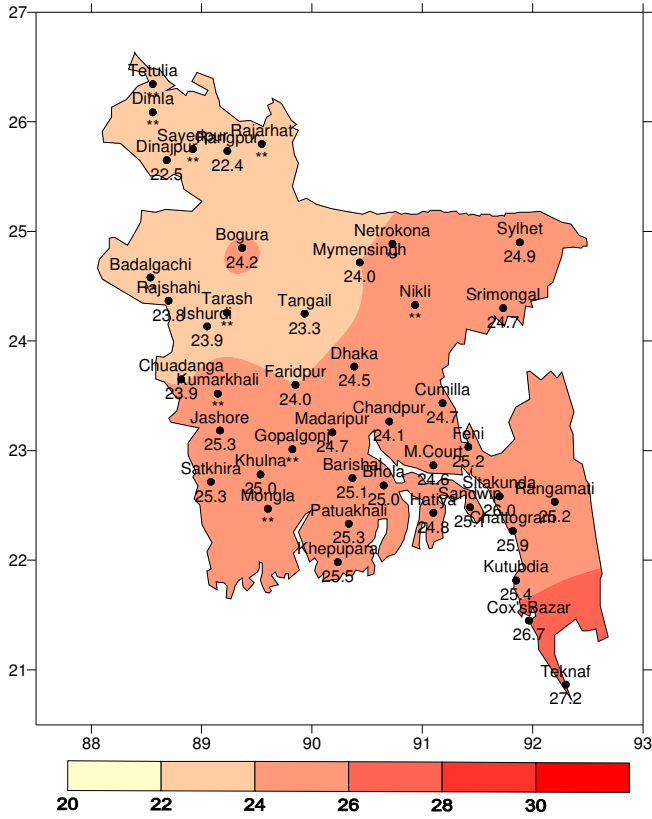 27
Tetulia
**
Dimla
**
26
Sayedpur
**
Rangpur
22.4
Rajarhat
**
Dinajpur
22.5
25
Bogura
24.2
Netrokona
Mymensingh
24.0
Sylhet
24.9
Badalgachi
**
Rajshahi
23.8
Tarash
**
Ishurdi
23.9
Tangail
23.3
Nikli
**
Srimongal
24.7
24
Dhaka
24.5
Chuadanga
23.9
Kumarkhali
**
Faridpur
24.0
Cumilla
24.7
Jashore
25.3
Madaripur
24.7
Chandpur
24.1
Feni
25.2
23
Gopalgonj
**
M.Court
24.6
Satkhira
25.3
Khulna
25.0
Barishal
25.1
Bhola
25.0
Mongla
**
Hatiya
24.8
Sandwip
25.1
Sitakunda
26.0
Rangamati
25.2
Patuakhali
25.3
Chattogram
25.9
Khepupara
25.5
22
Kutubdia
25.4
Cox'sBazar
26.7
21
Teknaf
27.2
88 89 90 91 92 93
20 22 24 26 28 30